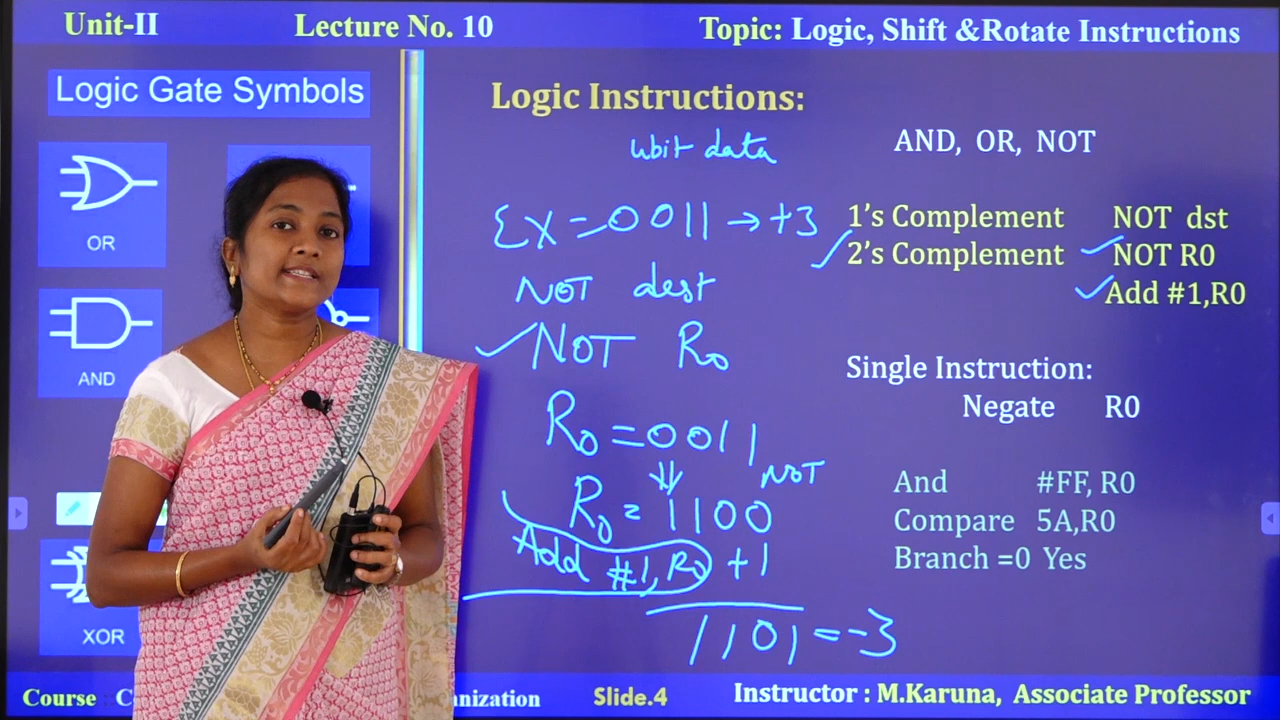 Unit-II Lecture No. 10 Topic: Logic, Shift &Rotate Instructions
Logic Gate Symbols
OR
AND
XOR
Logic Instructions:
AND, OR, NOT
1's Complement NOT dst
2's Complement NOT R0
Add #1,R0
Single Instruction:
Negate R0
And #FF, R0
Compare 5A,R0
Branch =0 Yes
4bit data
Ex = 0011 → +3
NOT dest
NOT R0
R0 = 0011
NOT
R0 = 1100
Add #1, R0 +1
1101 = -3
Course : Slide.4 Instructor : M.Karuna, Associate Professor